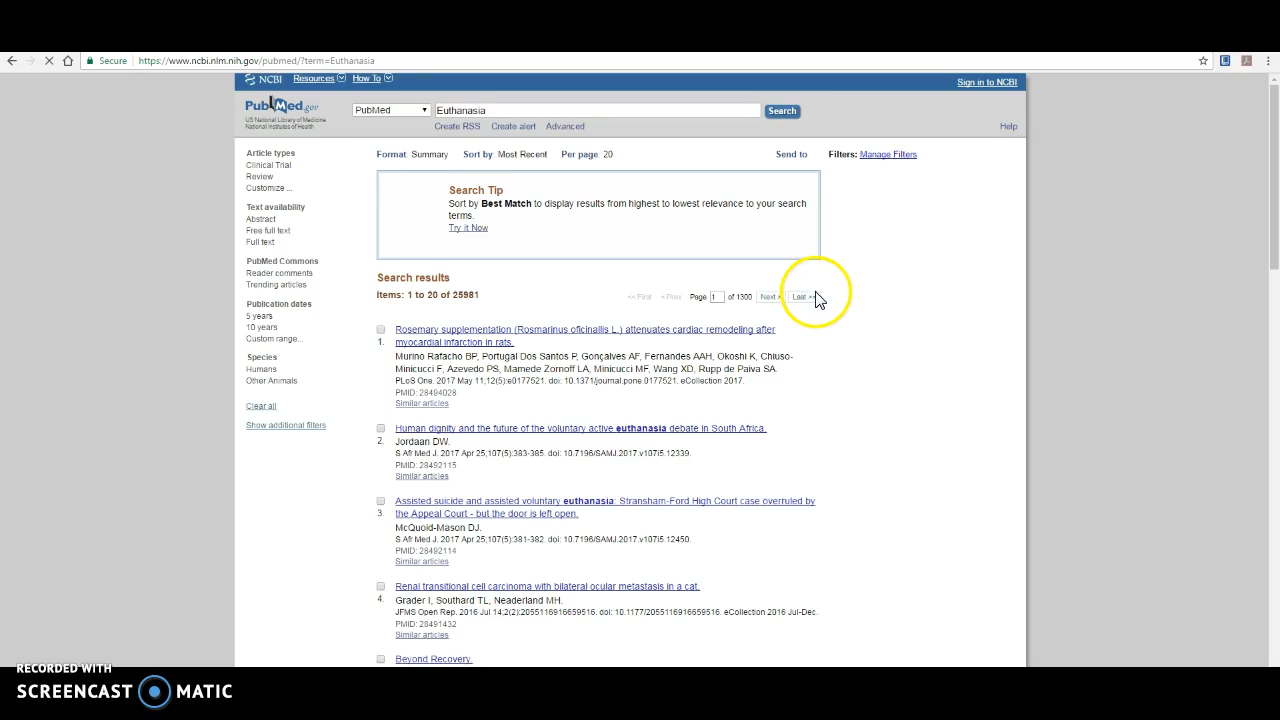 Secure https://www.ncbi.nlm.nih.gov/pubmed/?term=Euthanasia
NCBI Resources How To Sign in to NCBI
PubMed.gov
US National Library of Medicine
National Institutes of Health
PubMed Euthanasia Search
Create RSS Create alert Advanced Help
Article types
Clinical Trial
Review
Customize ...
Text availability
Abstract
Free full text
Full text
PubMed Commons
Reader comments
Trending articles
Publication dates
5 years
10 years
Custom range...
Species
Humans
Other Animals
Clear all
Show additional filters
Format: Summary Sort by: Most Recent Per page: 20 Send to Filters: Manage Filters
Search Tip
Sort by Best Match to display results from highest to lowest relevance to your search
terms.
Try it Now
Search results
Items: 1 to 20 of 25981
<< First < Prev Page 1 of 1300 Next > Last >>
Rosemary supplementation (Rosmarinus oficinallis L.) attenuates cardiac remodeling after
1. myocardial infarction in rats.
Murino Rafacho BP, Portugal Dos Santos P, Gonçalves AF, Fernandes AAH, Okoshi K, Chiuso-
Minicucci F, Azevedo PS, Mamede Zornoff LA, Minicucci MF, Wang XD, Rupp de Paiva SA.
PLoS One. 2017 May 11;12(5):e0177521. doi: 10.1371/journal.pone.0177521. eCollection 2017.
PMID: 28494028
Similar articles
Human dignity and the future of the voluntary active euthanasia debate in South Africa.
2. Jordaan DW.
S Afr Med J. 2017 Apr 25;107(5):383-385. doi: 10.7196/SAMJ.2017.v107i5.12339.
PMID: 28492115
Similar articles
Assisted suicide and assisted voluntary euthanasia: Stransham-Ford High Court case overruled by
3. the Appeal Court - but the door is left open.
McQuoid-Mason DJ.
S Afr Med J. 2017 Apr 25;107(5):381-382. doi: 10.7196/SAMJ.2017.v107i5.12450.
PMID: 28492114
Similar articles
Renal transitional cell carcinoma with bilateral ocular metastasis in a cat.
4. Grader I, Southard TL, Neaderland MH.
JFMS Open Rep. 2016 Jul 14;2(2):2055116916659516. doi: 10.1177/2055116916659516. eCollection 2016 Jul-Dec.
PMID: 28491432
Similar articles
Beyond Recovery.
RECORDED WITH
SCREENCAST MATIC